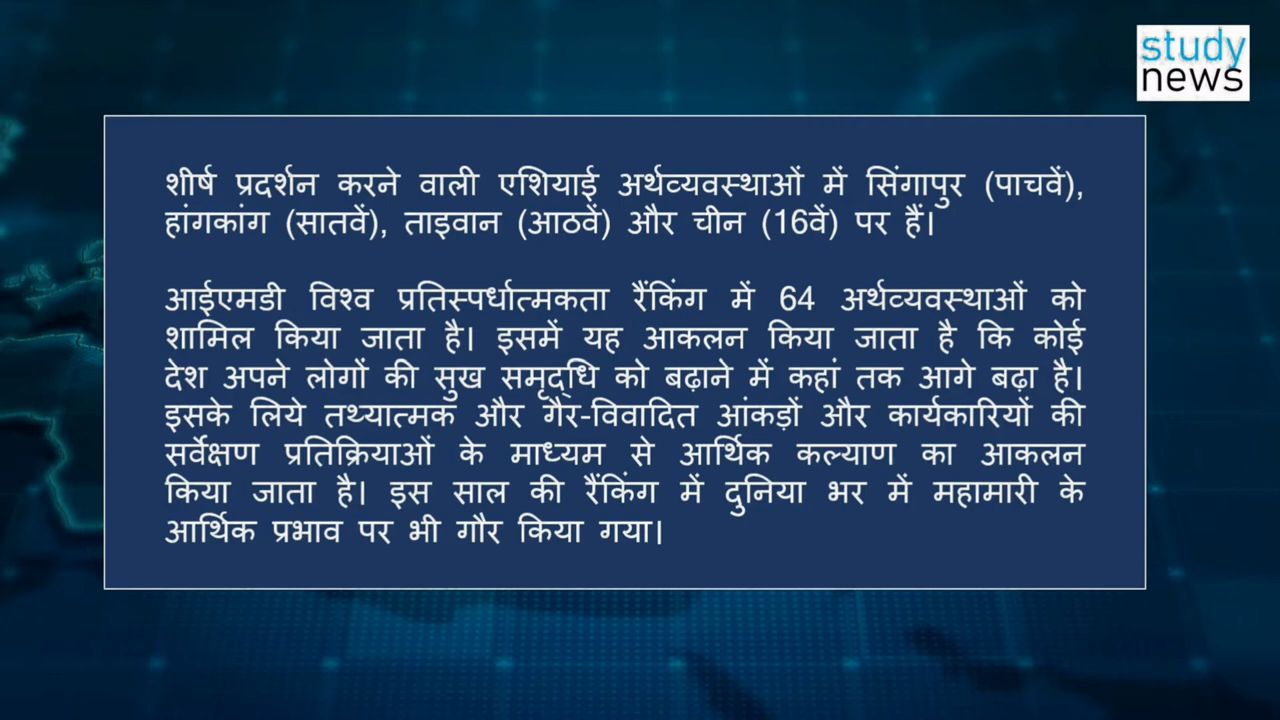 study
news
शीर्ष प्रदर्शन करने वाली एशियाई अर्थव्यवस्थाओं में सिंगापुर (पाचवें),
हांगकांग (सातवें), ताइवान (आठवें) और चीन (16वें) पर हैं।
आईएमडी विश्व प्रतिस्पर्धात्मकता रैंकिंग में 64 अर्थव्यवस्थाओं को
शामिल किया जाता है। इसमें यह आकलन किया जाता है कि कोई
देश अपने लोगों की सुख समृद्धि को बढ़ाने में कहां तक आगे बढ़ा है।
इसके लिये तथ्यात्मक और गैर-विवादित आंकड़ों और कार्यकारियों की
सर्वेक्षण प्रतिक्रियाओं के माध्यम से आर्थिक कल्याण का आकलन
किया जाता है। इस साल की रैंकिंग में दुनिया भर में महामारी के
आर्थिक प्रभाव पर भी गौर किया गया।